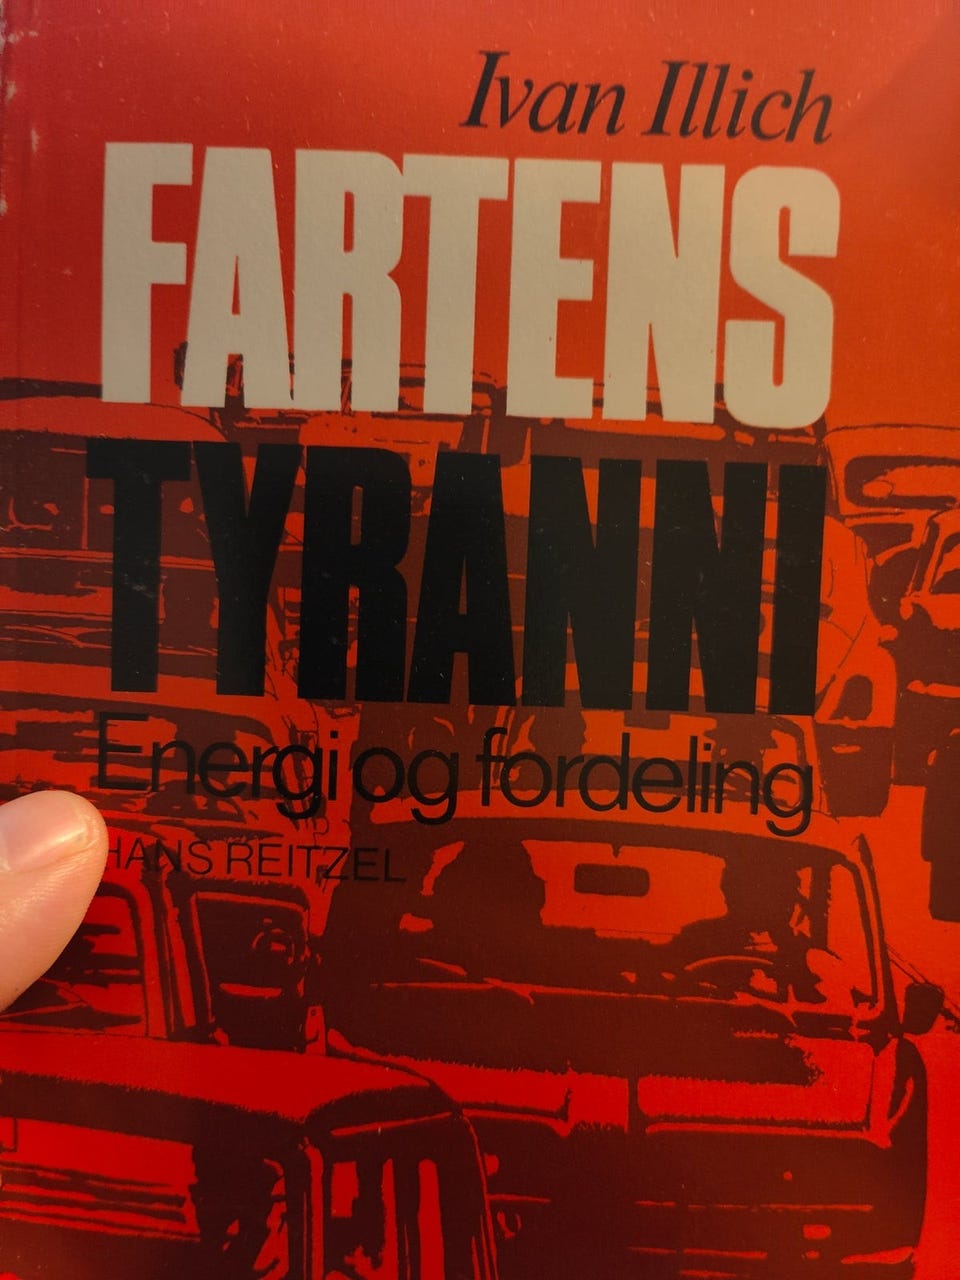 Ivan Illich
FARTENS
TYRANNI
Energi og fordeling
HANS REITZEL